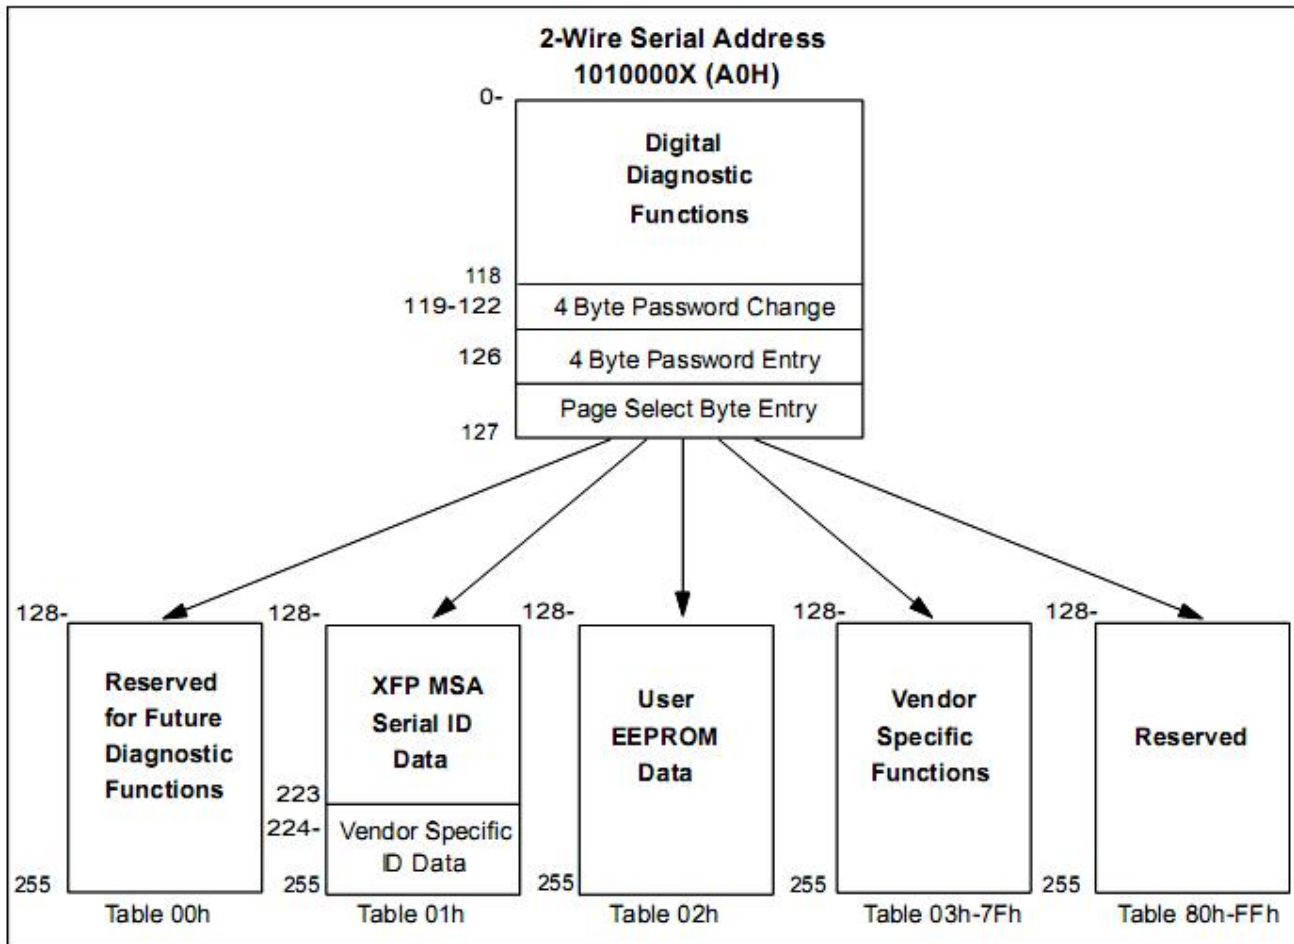 2-Wire Serial Address
1010000X (A0H)
0-
Digital
Diagnostic
Functions
118
119-122
4 Byte Password Change
126
4 Byte Password Entry
Page Select Byte Entry
127
128-
128-
128-
128-
128-
Reserved
for Future
Diagnostic
Functions
XFP MSA
Serial ID
Data
User
EEPROM
Data
Vendor
Specific
Functions
Reserved
223
224-
Vendor Specific
ID Data
255
255
255
255
255
Table 00h
Table 01h
Table 02h
Table 03h-7Fh
Table 80h-FFh